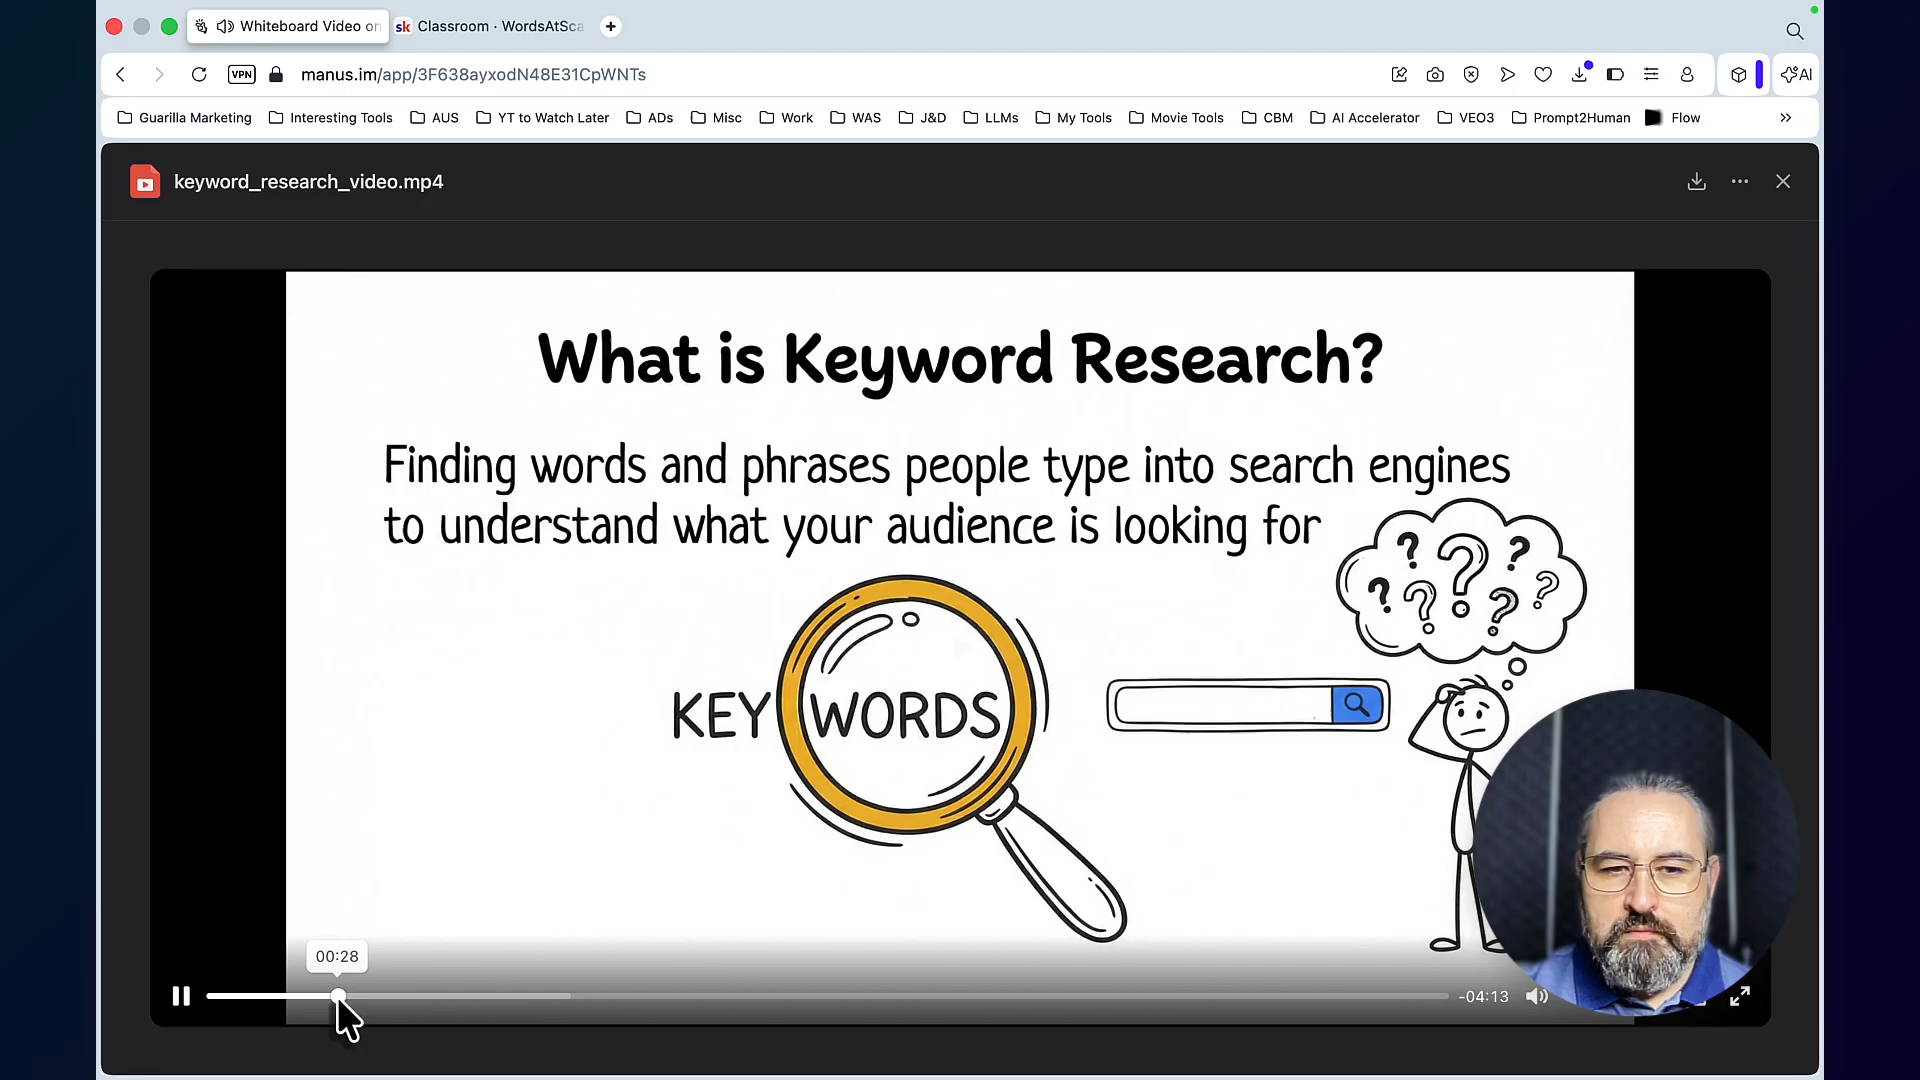 Whiteboard Video on
sk Classroom · WordsAtSca
VPN manus.im/app/3F638ayxodN48E31CpWNTs AI
Guarilla Marketing Interesting Tools AUS YT to Watch Later ADs Misc Work WAS J&D LLMs My Tools Movie Tools CBM AI Accelerator VEO3 Prompt2Human Flow
keyword_research_video.mp4
What is Keyword Research?
Finding words and phrases people type into search engines
to understand what your audience is looking for
? ? ? ? ? ? ?
KEY WORDS
00:28
-04:13